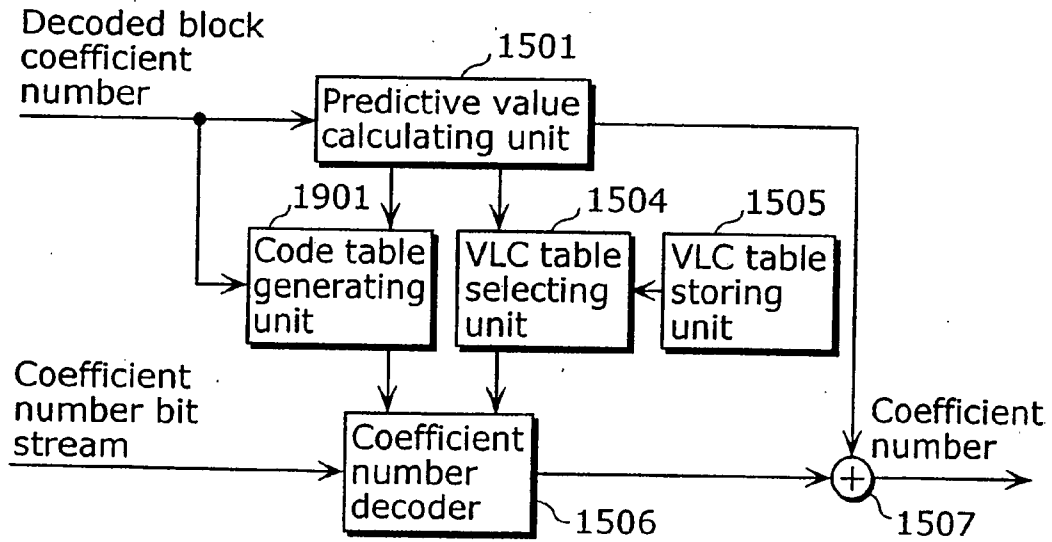 Decoded block
coefficient
number
1501
Predictive value
calculating unit
1901
1504
1505
Code table
generating
unit
VLC table
selecting
unit
VLC table
storing
unit
Coefficient
number bit
stream
Coefficient
number
decoder
1506
Coefficient
number
+
1507